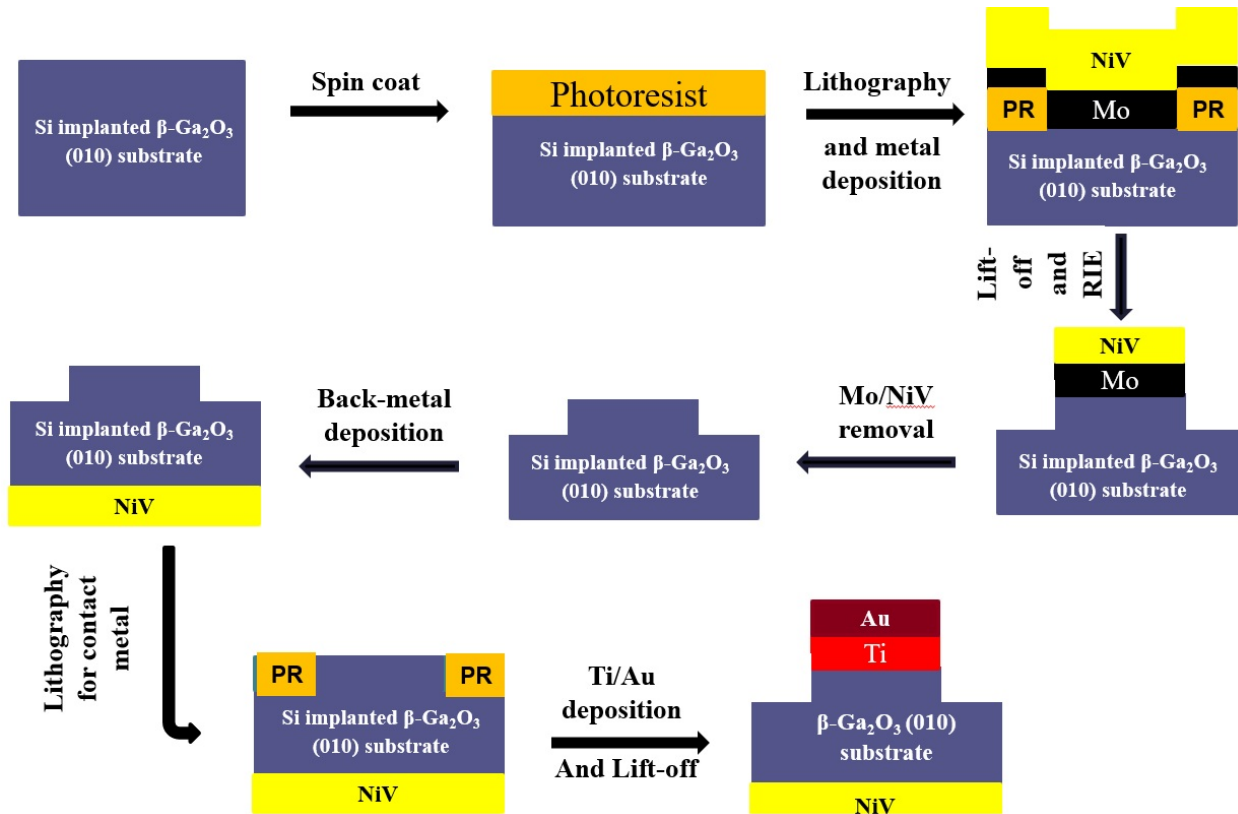 Si implanted β-Ga₂O₃
(010) substrate
Spin coat
Photoresist
Si implanted β-Ga₂O₃
(010) substrate
Lithography
and metal
deposition
NiV
PR
Mo
PR
Si implanted β-Ga₂O₃
(010) substrate
Lift-
off
and
RIE
NiV
Mo
Si implanted β-Ga₂O₃
(010) substrate
Mo/NiV
removal
Si implanted β-Ga₂O₃
(010) substrate
Back-metal
deposition
Si implanted β-Ga₂O₃
(010) substrate
NiV
Lithography
for contact
metal
PR
PR
Si implanted β-Ga₂O₃
(010) substrate
NiV
Ti/Au
deposition
And Lift-off
Au
Ti
β-Ga₂O₃ (010)
substrate
NiV